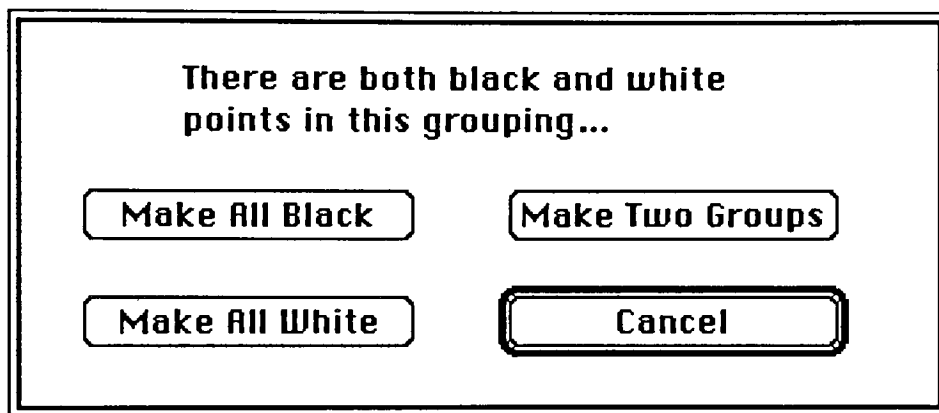 There are both black and white
points in this grouping...
Make All Black
Make Two Groups
Make All White
Cancel